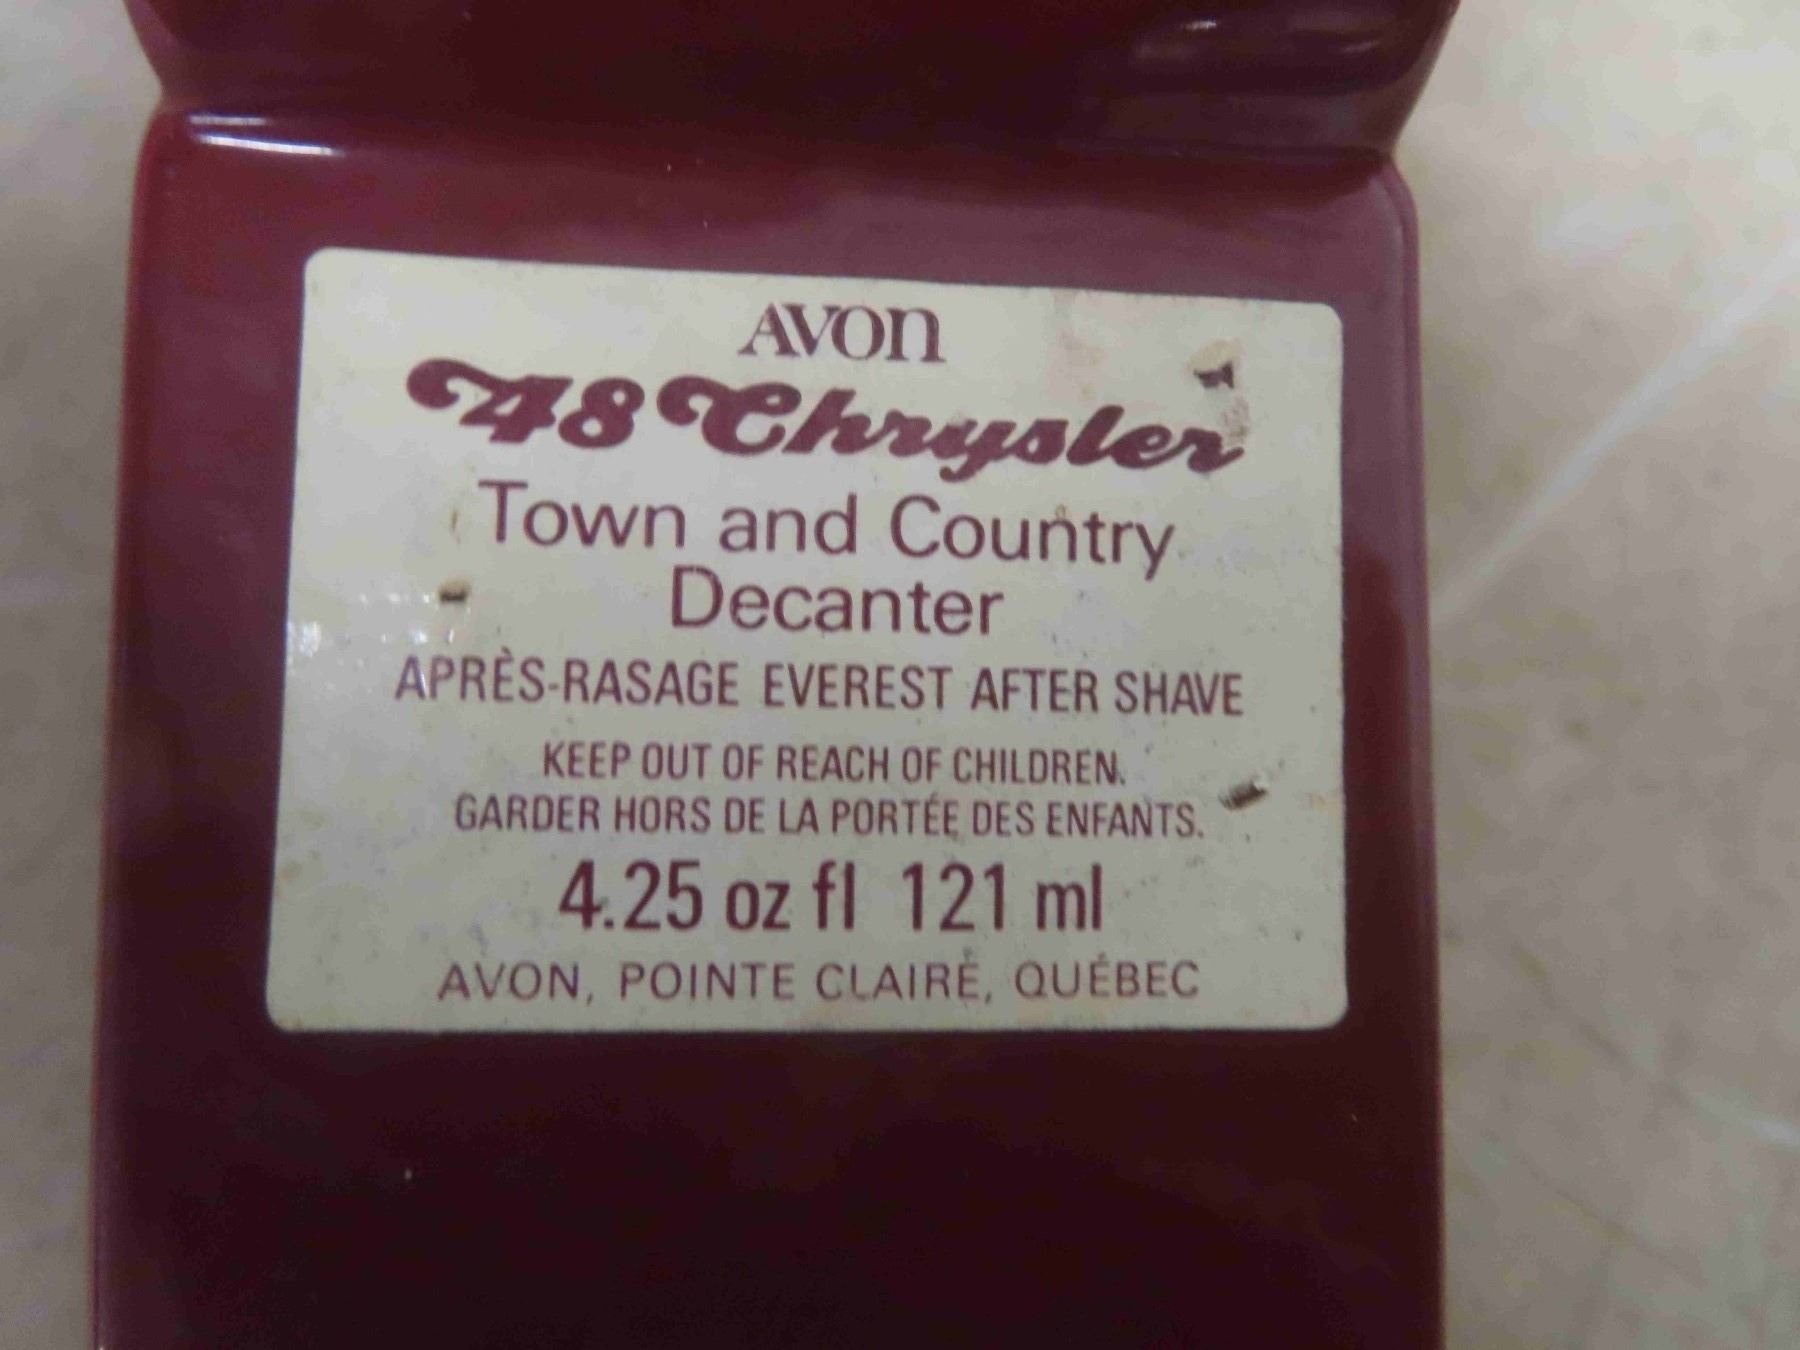 AVON
'48 Chrysler
Town and Country
Decanter
APRÈS-RASAGE EVEREST AFTER SHAVE
KEEP OUT OF REACH OF CHILDREN.
GARDER HORS DE LA PORTÉE DES ENFANTS.
4.25 oz fl 121 ml
AVON, POINTE CLAIRE, QUÉBEC